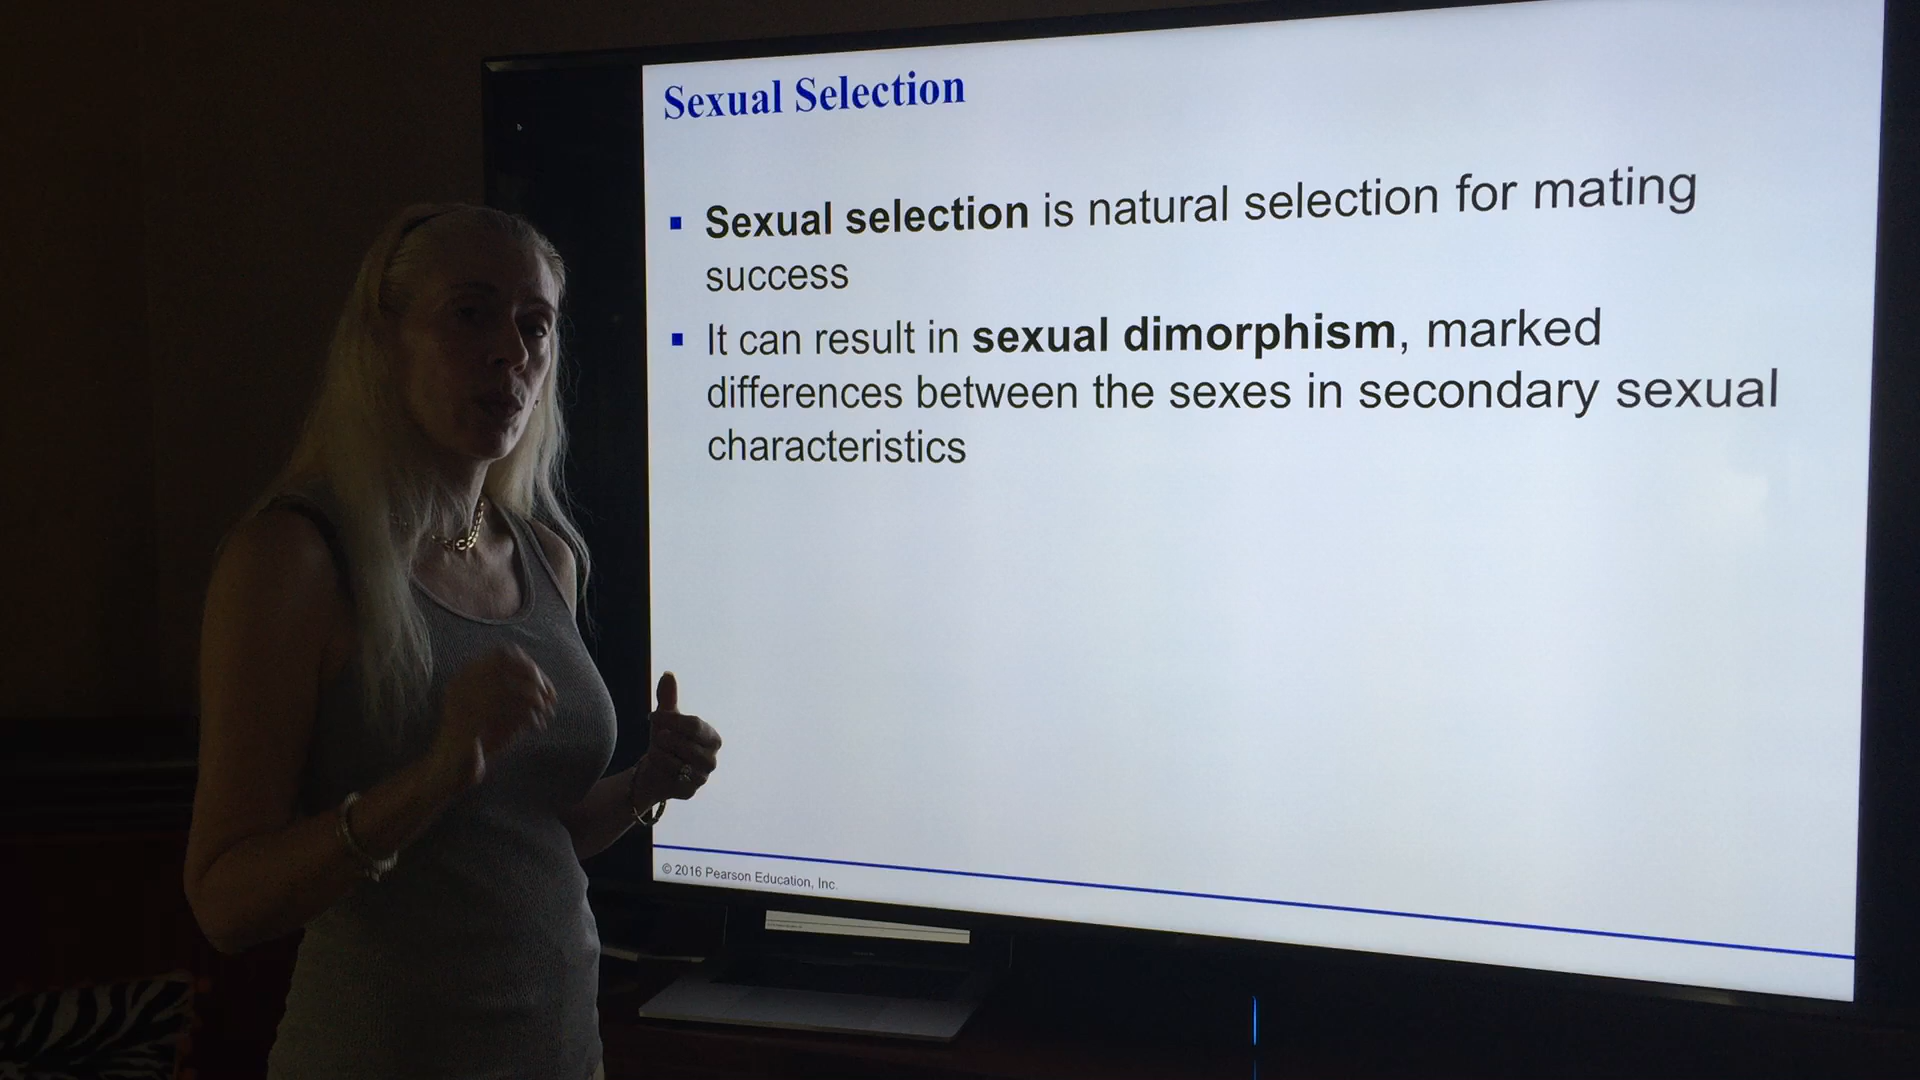 Sexual Selection
▪ Sexual selection is natural selection for mating
success
▪ It can result in sexual dimorphism, marked
differences between the sexes in secondary sexual
characteristics
© 2016 Pearson Education, Inc.